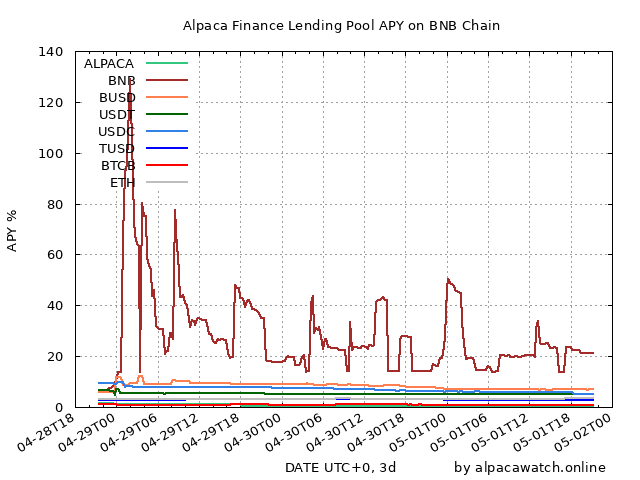 Alpaca Finance Lending Pool APY on BNB Chain
140
120
100
80
60
40
20
0
APY %
ALPACA
BNB
BUSD
USDT
USDC
TUSD
BTCB
ETH
04-28T18
04-29T00
04-29T06
04-29T12
04-29T18
04-30T00
04-30T06
04-30T12
04-30T18
05-01T00
05-01T06
05-01T12
05-01T18
05-02T00
DATE UTC+0, 3d
by alpacawatch.online